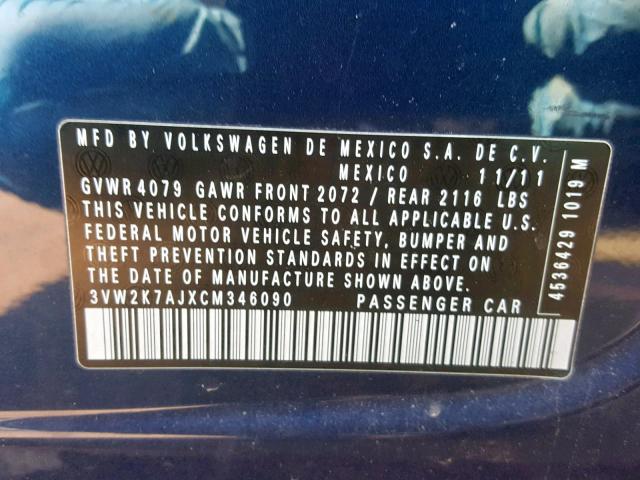 MFD BY VOLKSWAGEN DE MEXICO S.A. DE C.V.
MEXICO 11/11
GVWR 4079 GAWR FRONT 2072 / REAR 2116 LBS
THIS VEHICLE CONFORMS TO ALL APPLICABLE U.S.
FEDERAL MOTOR VEHICLE SAFETY, BUMPER AND
THEFT PREVENTION STANDARDS IN EFFECT ON
THE DATE OF MANUFACTURE SHOWN ABOVE.
3VW2K7AJXCM346090 PASSENGER CAR
4536429 1019 M